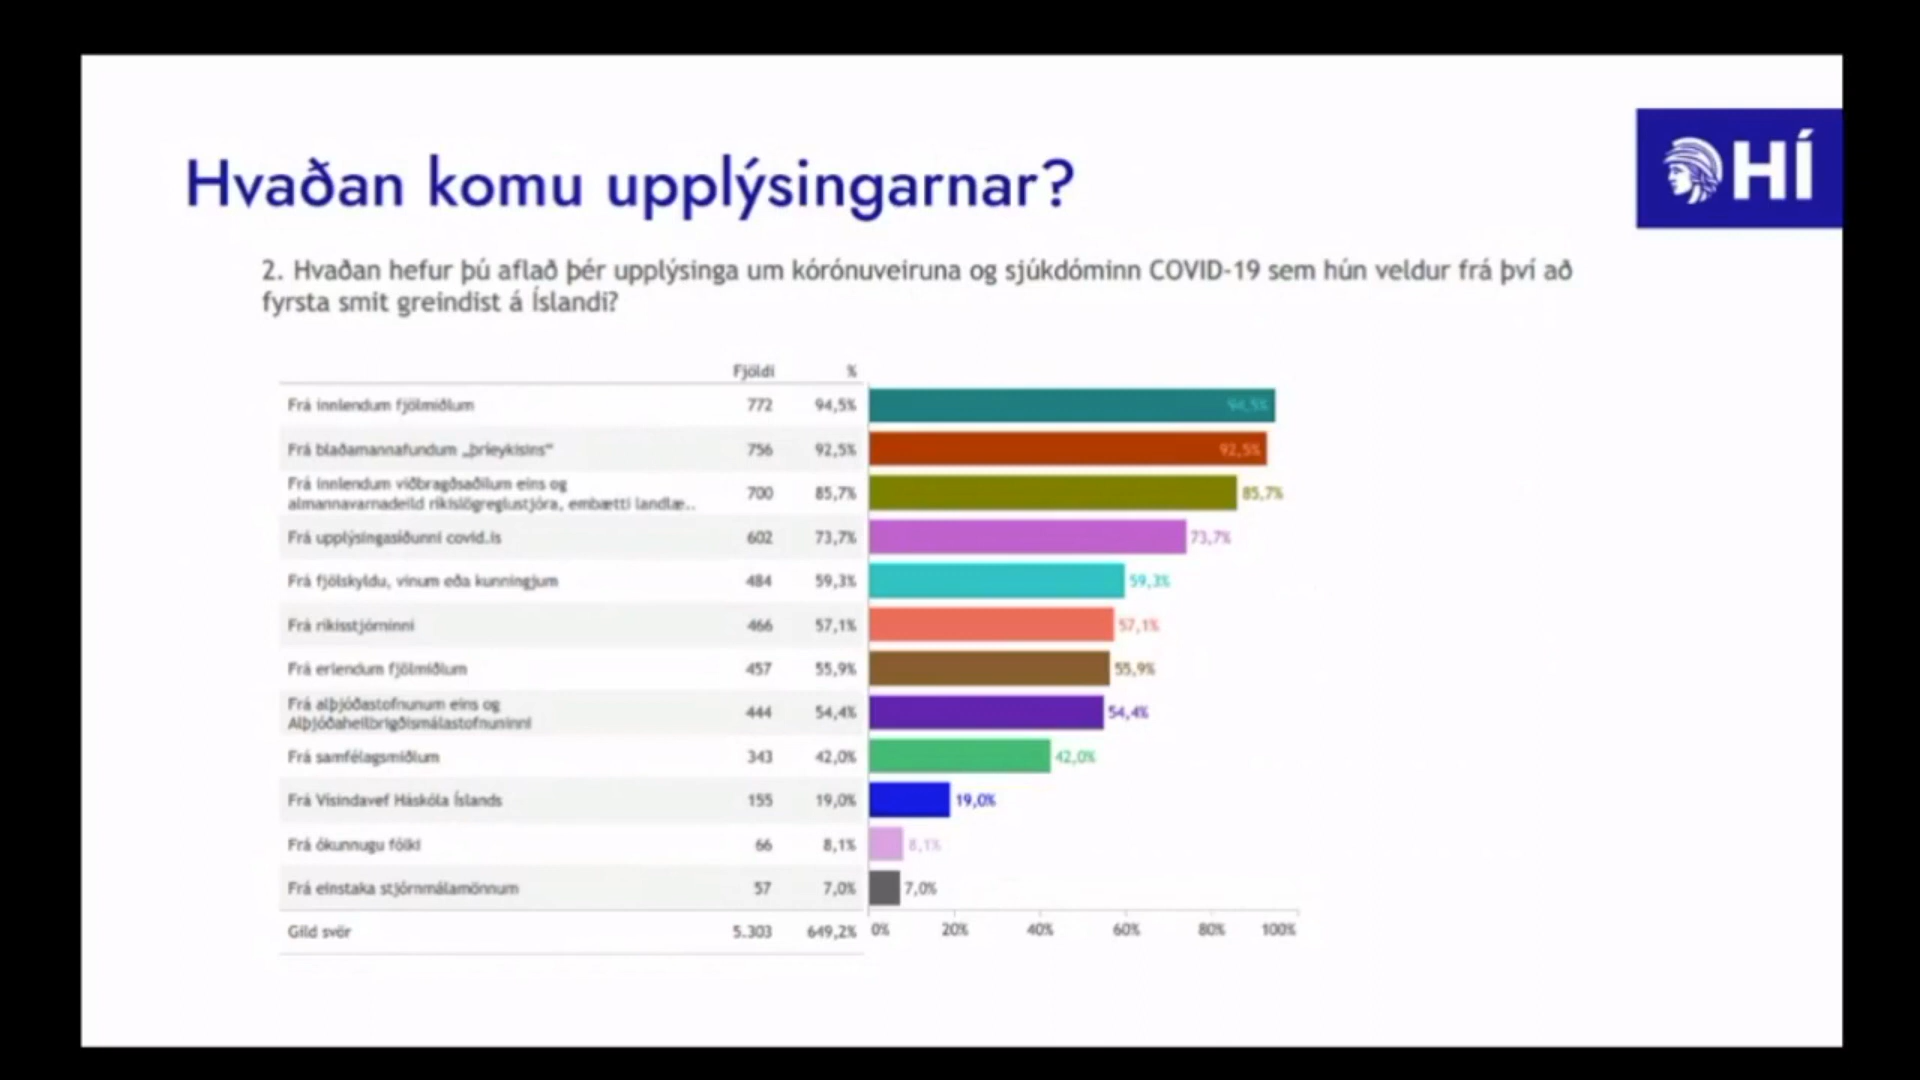 HÍ
Hvaðan komu upplýsingarnar?
2. Hvaðan hefur þú aflað þér upplýsinga um kórónuveiruna og sjúkdóminn COVID-19 sem hún veldur frá því að
fyrsta smit greindist á Íslandi?
Fjöldi %
Frá innlendum fjölmiðlum 772 94,5% 94,5%
Frá blaðamannafundum „þríeykisins“ 756 92,5% 92,5%
Frá innlendum viðbragðsaðilum eins og
almannavarnadeild ríkislögreglustjóra, embætti landlæ.. 700 85,7% 85,7%
Frá upplýsingasíðunni covid.is 602 73,7% 73,7%
Frá fjölskyldu, vinum eða kunningjum 484 59,3% 59,3%
Frá ríkisstjórninni 466 57,1% 57,1%
Frá erlendum fjölmiðlum 457 55,9% 55,9%
Frá alþjóðastofnunum eins og
Alþjóðaheilbrigðismálastofnuninni 444 54,4% 54,4%
Frá samfélagsmiðlum 343 42,0% 42,0%
Frá Vísindavef Háskóla Íslands 155 19,0% 19,0%
Frá ókunnugu fólki 66 8,1% 8,1%
Frá einstaka stjórnmálamönnum 57 7,0% 7,0%
Gild svör 5.303 649,2% 0% 20% 40% 60% 80% 100%